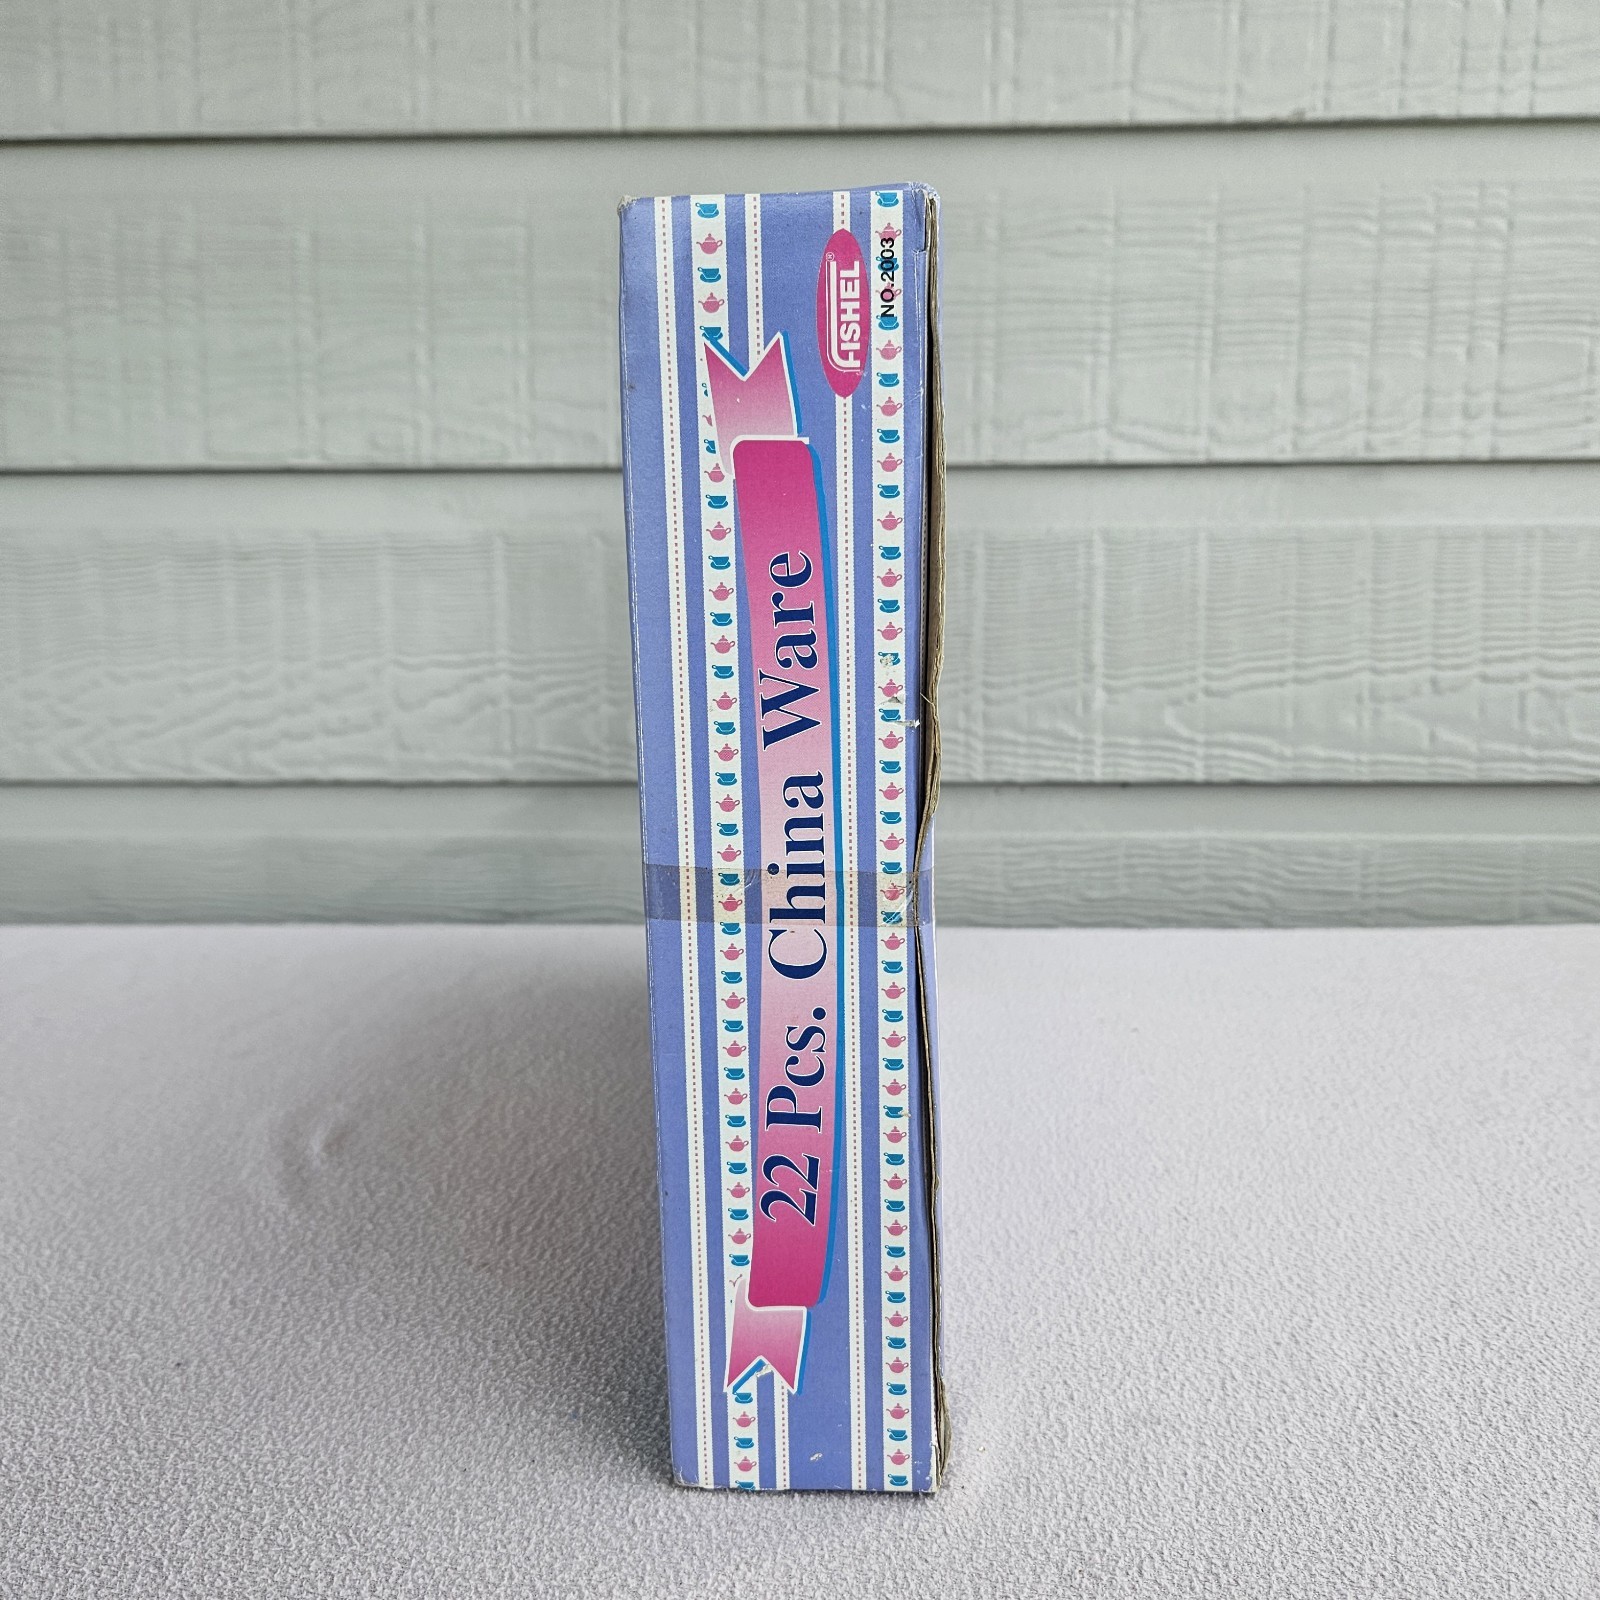 FISHEL®
NO.2003
22 Pcs. China Ware